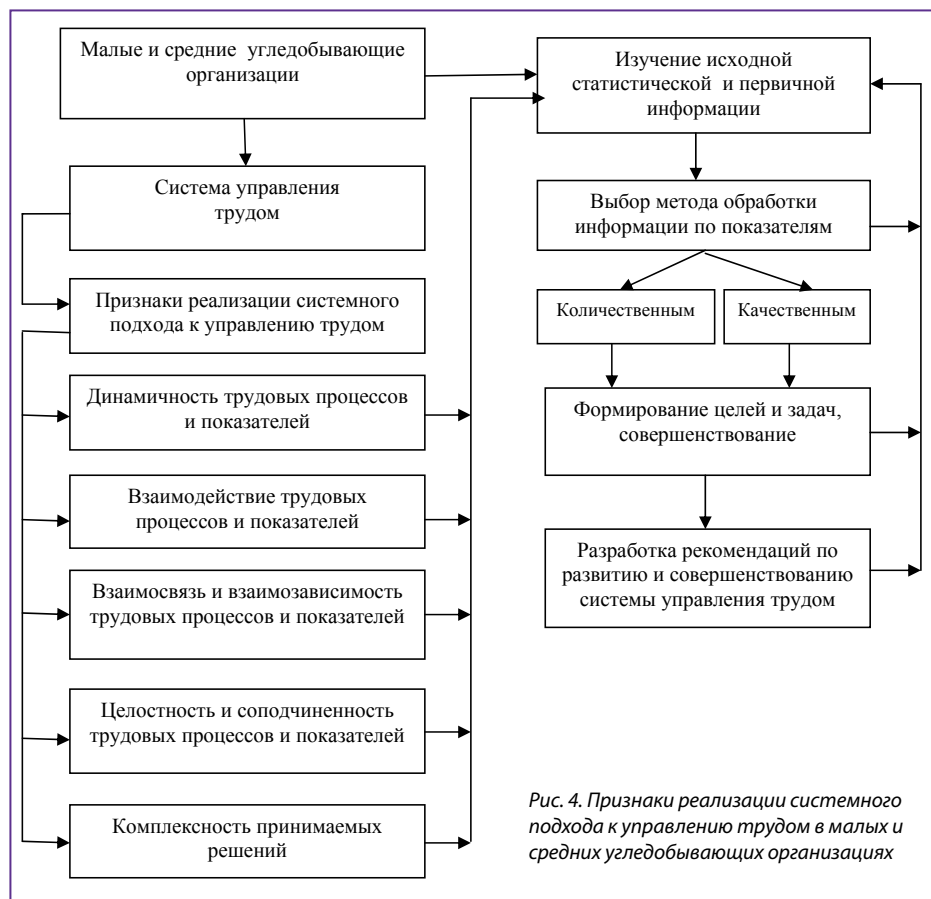 Малые и средние угледобывающие
организации
Система управления
трудом
Признаки реализации системного
подхода к управлению трудом
Динамичность трудовых процессов
и показателей
Взаимодействие трудовых
процессов и показателей
Взаимосвязь и взаимозависимость
трудовых процессов и показателей
Целостность и соподчиненность
трудовых процессов и показателей
Комплексность принимаемых
решений
Изучение исходной
статистической и первичной
информации
Выбор метода обработки
информации по показателям
Количественным
Качественным
Формирование целей и задач,
совершенствование
Разработка рекомендаций по
развитию и совершенствованию
системы управления трудом
Рис. 4. Признаки реализации системного
подхода к управлению трудом в малых и
средних угледобывающих организациях